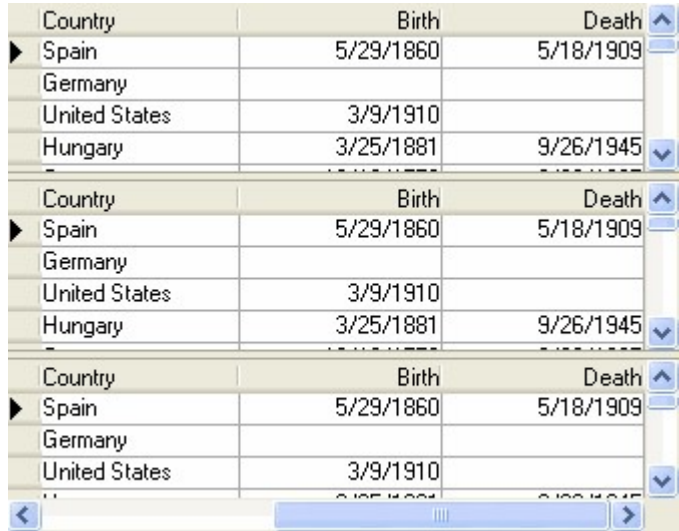 Country Birth Death
Spain 5/29/1860 5/18/1909
Germany
United States 3/9/1910
Hungary 3/25/1881 9/26/1945
Country Birth Death
Spain 5/29/1860 5/18/1909
Germany
United States 3/9/1910
Hungary 3/25/1881 9/26/1945
Country Birth Death
Spain 5/29/1860 5/18/1909
Germany
United States 3/9/1910